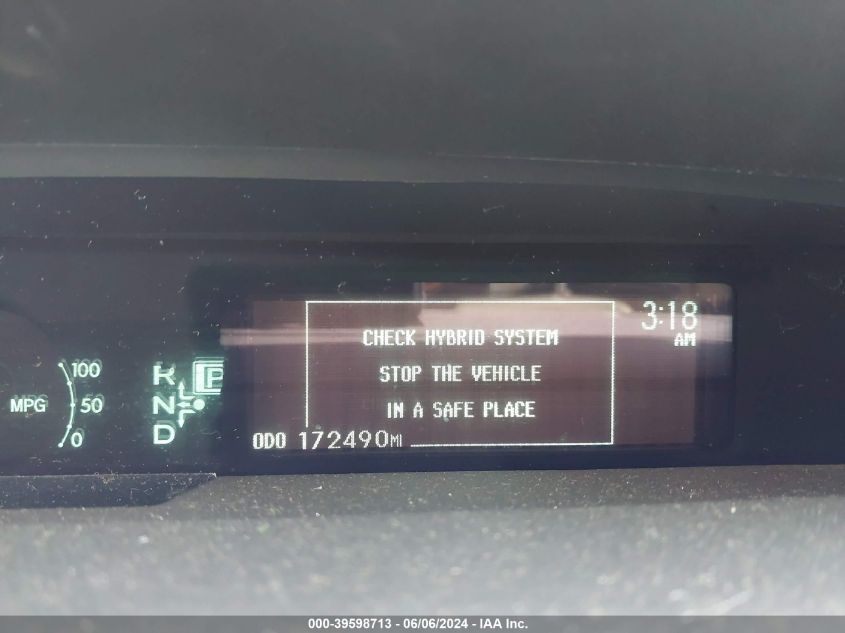 CHECK HYBRID SYSTEM
STOP THE VEHICLE
IN A SAFE PLACE
3:18
AM
ODO 172490MI
MPG
100
50
0
R
N
D
P
000-39598713 - 06/06/2024 - IAA Inc.